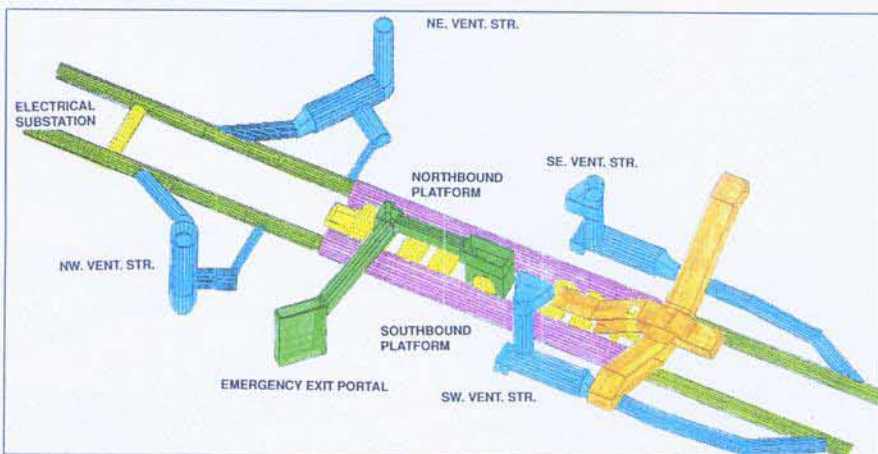 NE. VENT. STR.
ELECTRICAL
SUBSTATION
NORTHBOUND
PLATFORM
SE. VENT. STR.
NW. VENT. STR.
SOUTHBOUND
PLATFORM
EMERGENCY EXIT PORTAL
SW. VENT. STR.